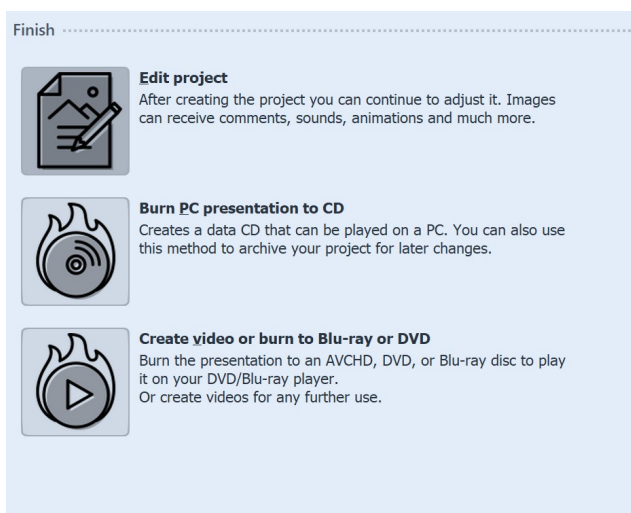 Finish
Edit project
After creating the project you can continue to adjust it. Images
can receive comments, sounds, animations and much more.
Burn PC presentation to CD
Creates a data CD that can be played on a PC. You can also use
this method to archive your project for later changes.
Create video or burn to Blu-ray or DVD
Burn the presentation to an AVCHD, DVD, or Blu-ray disc to play
it on your DVD/Blu-ray player.
Or create videos for any further use.